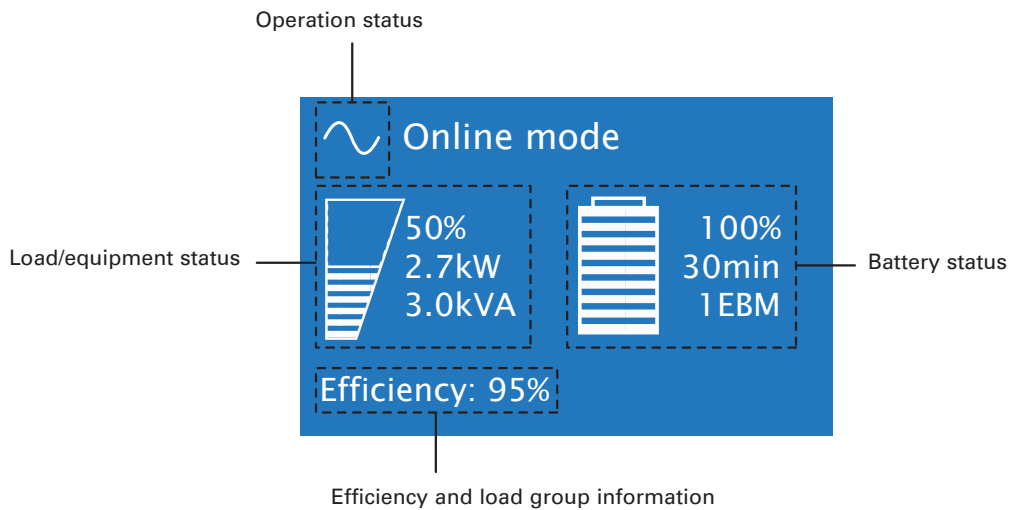 Operation status
Online mode
Load/equipment status
50%
2.7kW
3.0kVA
100%
30min
1EBM
Battery status
Efficiency: 95%
Efficiency and load group information